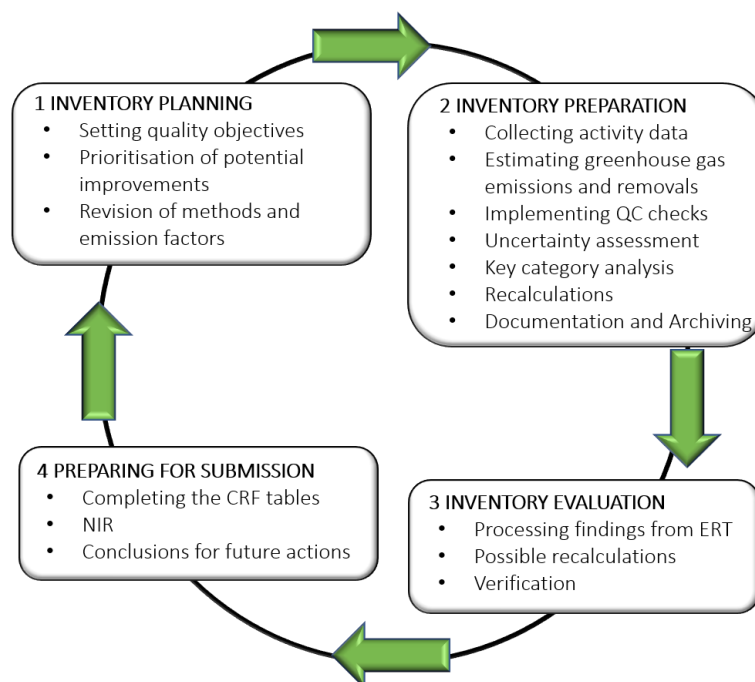 1 INVENTORY PLANNING
• Setting quality objectives
• Prioritisation of potential
improvements
• Revision of methods and
emission factors
2 INVENTORY PREPARATION
• Collecting activity data
• Estimating greenhouse gas
emissions and removals
• Implementing QC checks
• Uncertainty assessment
• Key category analysis
• Recalculations
• Documentation and Archiving
3 INVENTORY EVALUATION
• Processing findings from ERT
• Possible recalculations
• Verification
4 PREPARING FOR SUBMISSION
• Completing the CRF tables
• NIR
• Conclusions for future actions